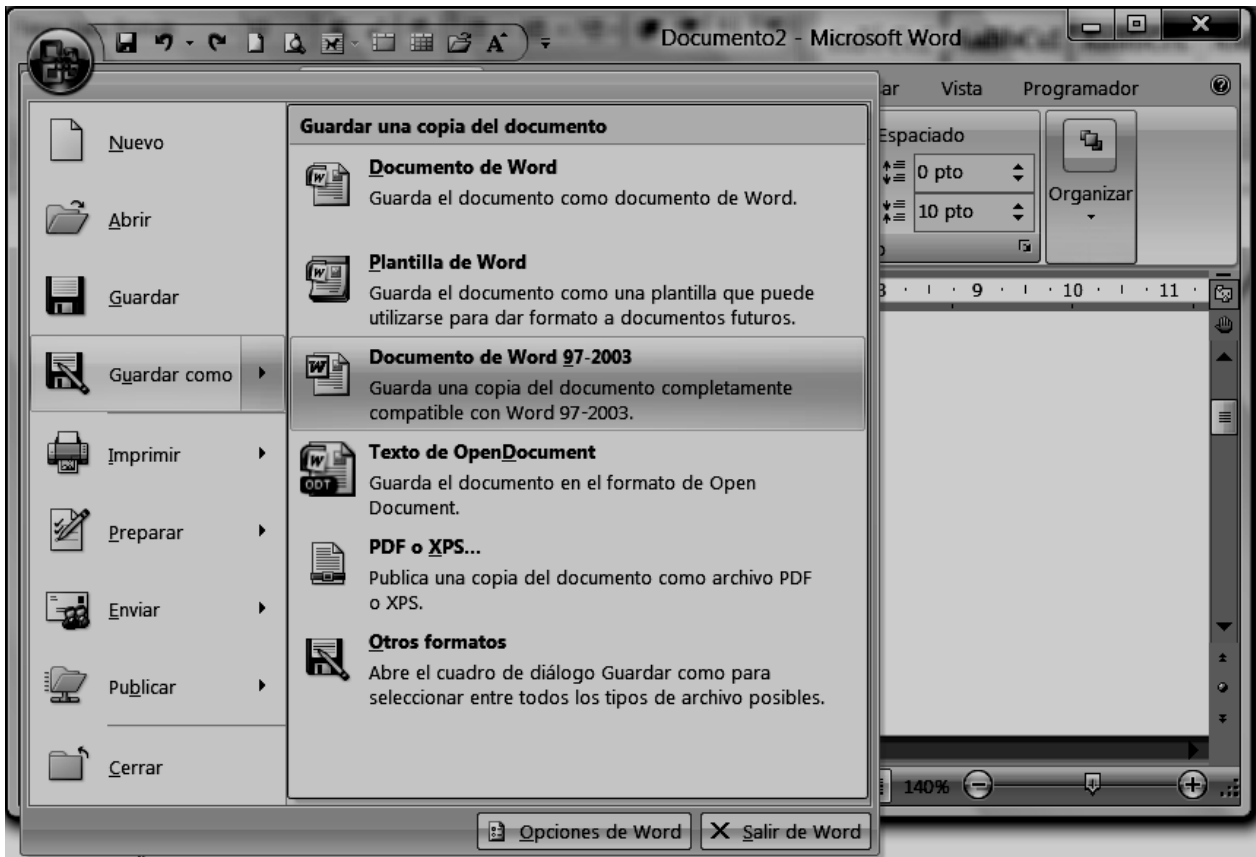 Documento2 - Microsoft Word
ar Vista Programador
Nuevo
Abrir
Guardar
Guardar como
Imprimir
Preparar
Enviar
Publicar
Cerrar
Guardar una copia del documento
Documento de Word
Guarda el documento como documento de Word.
Plantilla de Word
Guarda el documento como una plantilla que puede
utilizarse para dar formato a documentos futuros.
Documento de Word 97-2003
Guarda una copia del documento completamente
compatible con Word 97-2003.
Texto de OpenDocument
ODT
Guarda el documento en el formato de Open
Document.
PDF o XPS...
Publica una copia del documento como archivo PDF
o XPS.
Otros formatos
Abre el cuadro de diálogo Guardar como para
seleccionar entre todos los tipos de archivo posibles.
Espaciado
0 pto
10 pto
Organizar
8 9 10 11
140%
Opciones de Word
Salir de Word